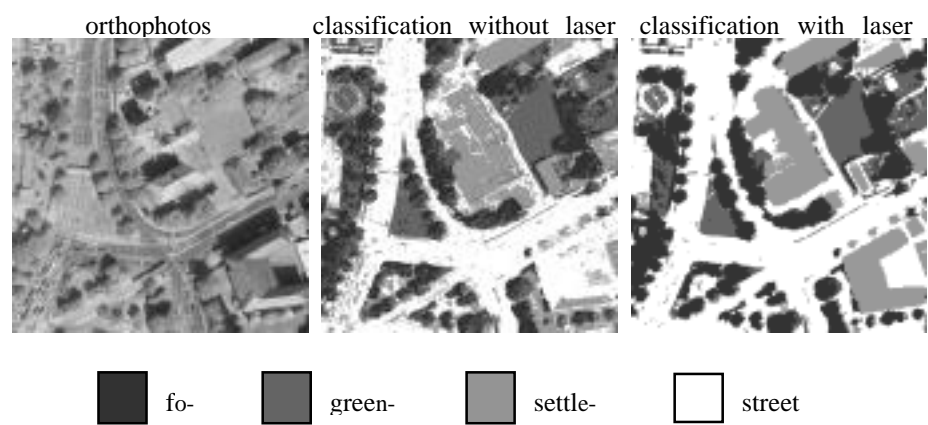 orthophotos classification without laser classification with laser
fo- green- settle- street